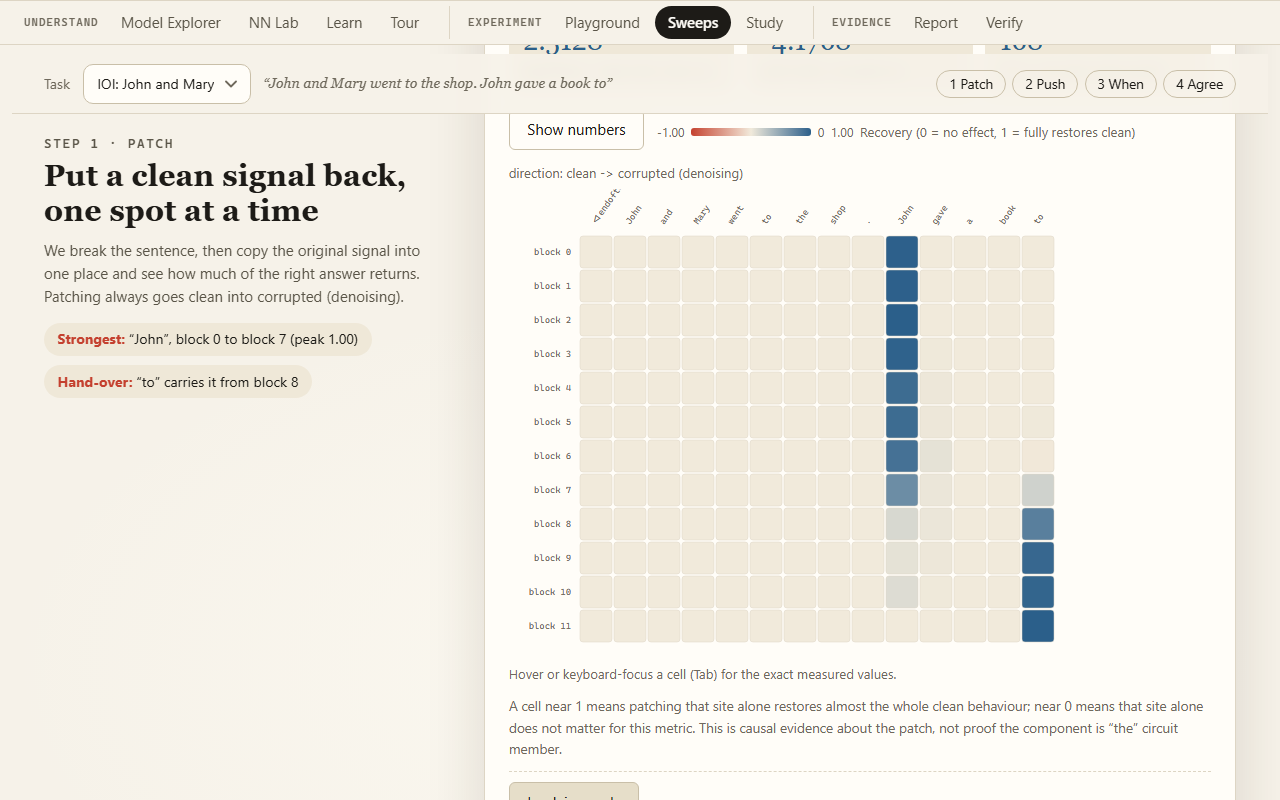 UNDERSTAND Model Explorer NN Lab Learn Tour EXPERIMENT Playground Sweeps Study EVIDENCE Report Verify
Task IOI: John and Mary “John and Mary went to the shop. John gave a book to” 1 Patch 2 Push 3 When 4 Agree
STEP 1 · PATCH
Put a clean signal back,
one spot at a time
We break the sentence, then copy the original signal into
one place and see how much of the right answer returns.
Patching always goes clean into corrupted (denoising).
Strongest: “John”, block 0 to block 7 (peak 1.00)
Hand-over: “to” carries it from block 8
Show numbers -1.00 0 1.00 Recovery (0 = no effect, 1 = fully restores clean)
direction: clean -> corrupted (denoising)
<|endoft John and Mary went to the shop . John gave a book to
block 0
block 1
block 2
block 3
block 4
block 5
block 6
block 7
block 8
block 9
block 10
block 11
Hover or keyboard-focus a cell (Tab) for the exact measured values.
A cell near 1 means patching that site alone restores almost the whole clean behaviour; near 0 means that site alone
does not matter for this metric. This is causal evidence about the patch, not proof the component is “the” circuit
member.